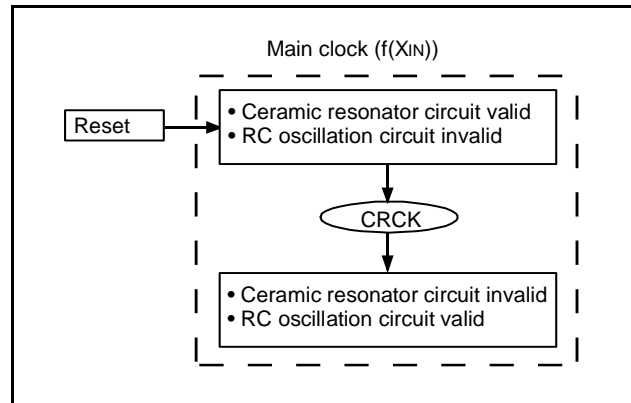 Main clock (f(XIN))
Reset
• Ceramic resonator circuit valid
• RC oscillation circuit invalid
CRCK
• Ceramic resonator circuit invalid
• RC oscillation circuit valid